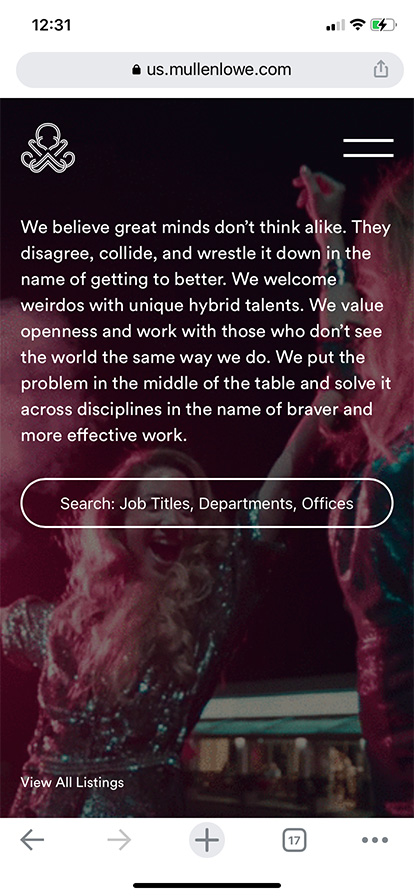 12:31
us.mullenlowe.com
We believe great minds don’t think alike. They
disagree, collide, and wrestle it down in the
name of getting to better. We welcome
weirdos with unique hybrid talents. We value
openness and work with those who don’t see
the world the same way we do. We put the
problem in the middle of the table and solve it
across disciplines in the name of braver and
more effective work.
Search: Job Titles, Departments, Offices
View All Listings
17